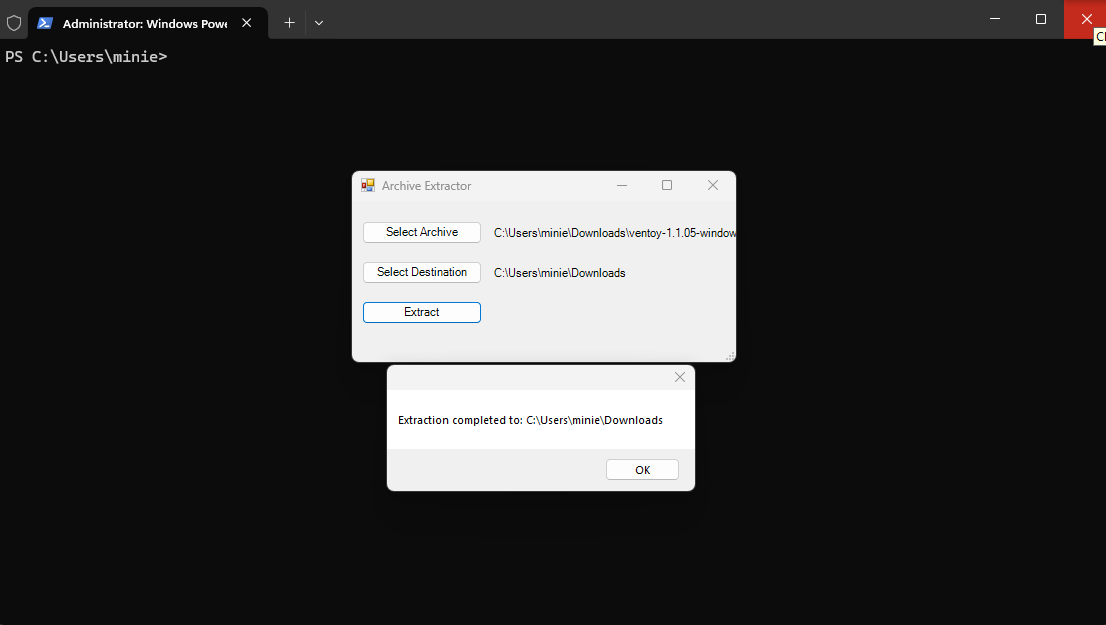 Administrator: Windows Powe
PS C:\Users\minie>
Archive Extractor
Select Archive C:\Users\minie\Downloads\ventoy-1.1.05-window
Select Destination C:\Users\minie\Downloads
Extract
Extraction completed to: C:\Users\minie\Downloads
OK